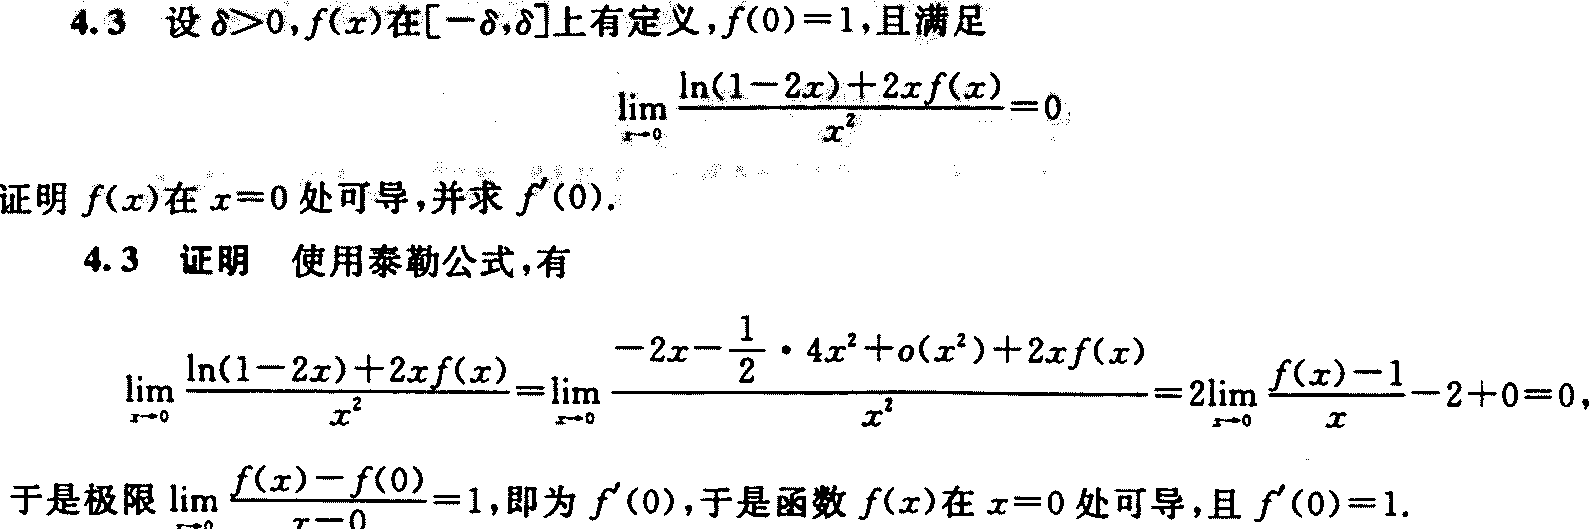 4.3 设 δ>0,f(x)在[-δ,δ]上有定义,f(0)=1,且满足
$\lim_{x \to 0} \frac{\ln(1-2x)+2xf(x)}{x^2}=0$
证明 f(x)在 x=0 处可导,并求 f′(0).
4.3 证明 使用泰勒公式,有
$\lim_{x \to 0} \frac{\ln(1-2x)+2xf(x)}{x^2}=\lim_{x \to 0} \frac{-2x-\frac{1}{2}\cdot 4x^2+o(x^2)+2xf(x)}{x^2}=2\lim_{x \to 0} \frac{f(x)-1}{x}-2+0=0,$
于是极限 $\lim_{x \to 0} \frac{f(x)-f(0)}{x-0}=1$,即为 f′(0),于是函数 f(x)在 x=0 处可导,且 f′(0)=1.